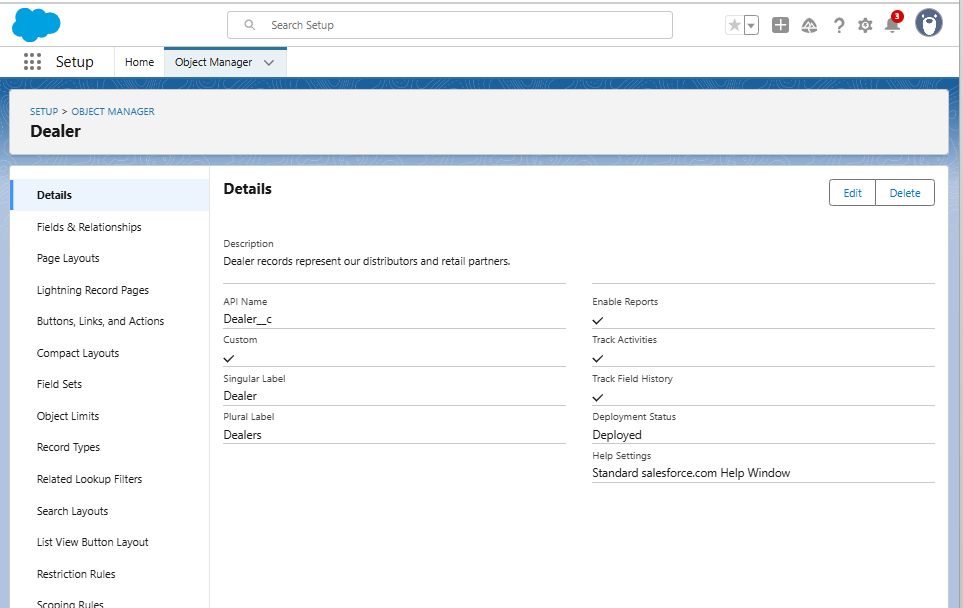 Search Setup
3
Setup
Home
Object Manager
SETUP > OBJECT MANAGER
Dealer
Details
Fields & Relationships
Page Layouts
Lightning Record Pages
Buttons, Links, and Actions
Compact Layouts
Field Sets
Object Limits
Record Types
Related Lookup Filters
Search Layouts
List View Button Layout
Restriction Rules
Scoping Rules
Details
Edit
Delete
Description
Dealer records represent our distributors and retail partners.
API Name
Dealer__c
Custom
Singular Label
Dealer
Plural Label
Dealers
Enable Reports
Track Activities
Track Field History
Deployment Status
Deployed
Help Settings
Standard salesforce.com Help Window